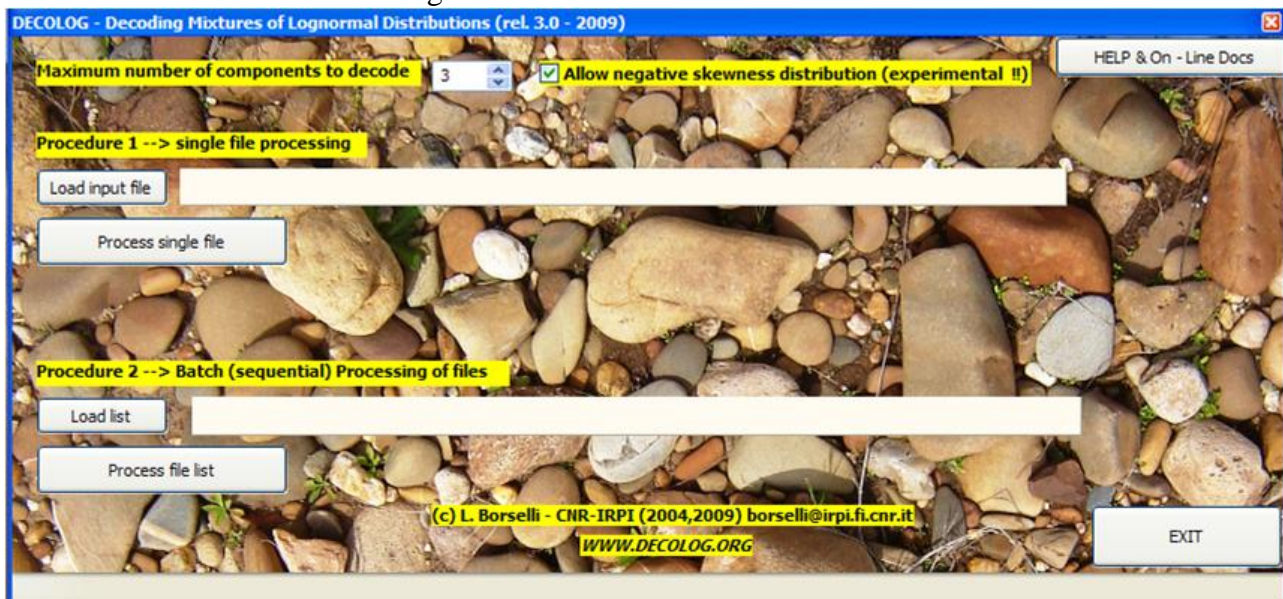 DECOLOG - Decoding Mixtures of Lognormal Distributions (rel. 3.0 - 2009)
HELP & On - Line Docs
Maximum number of components to decode 3 Allow negative skewness distribution (experimental !!)
Procedure 1 --> single file processing
Load input file
Process single file
Procedure 2 --> Batch (sequential) Processing of files
Load list
Process file list
(c) L. Borselli - CNR-IRPI (2004,2009) borselli@irpi.fi.cnr.it
WWW.DECOLOG.ORG
EXIT